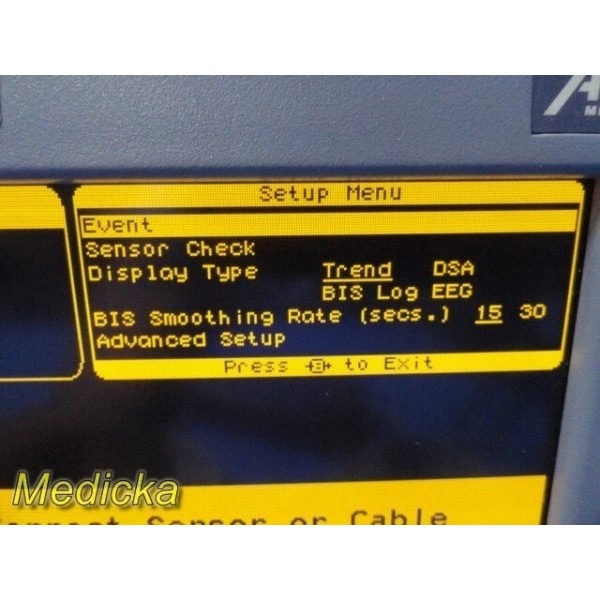 Setup Menu
Event
Sensor Check
Display Type Trend DSA
BIS Log EEG
BIS Smoothing Rate (secs.) 15 30
Advanced Setup
Press to Exit
Medicka
Connect Sensor or Cable